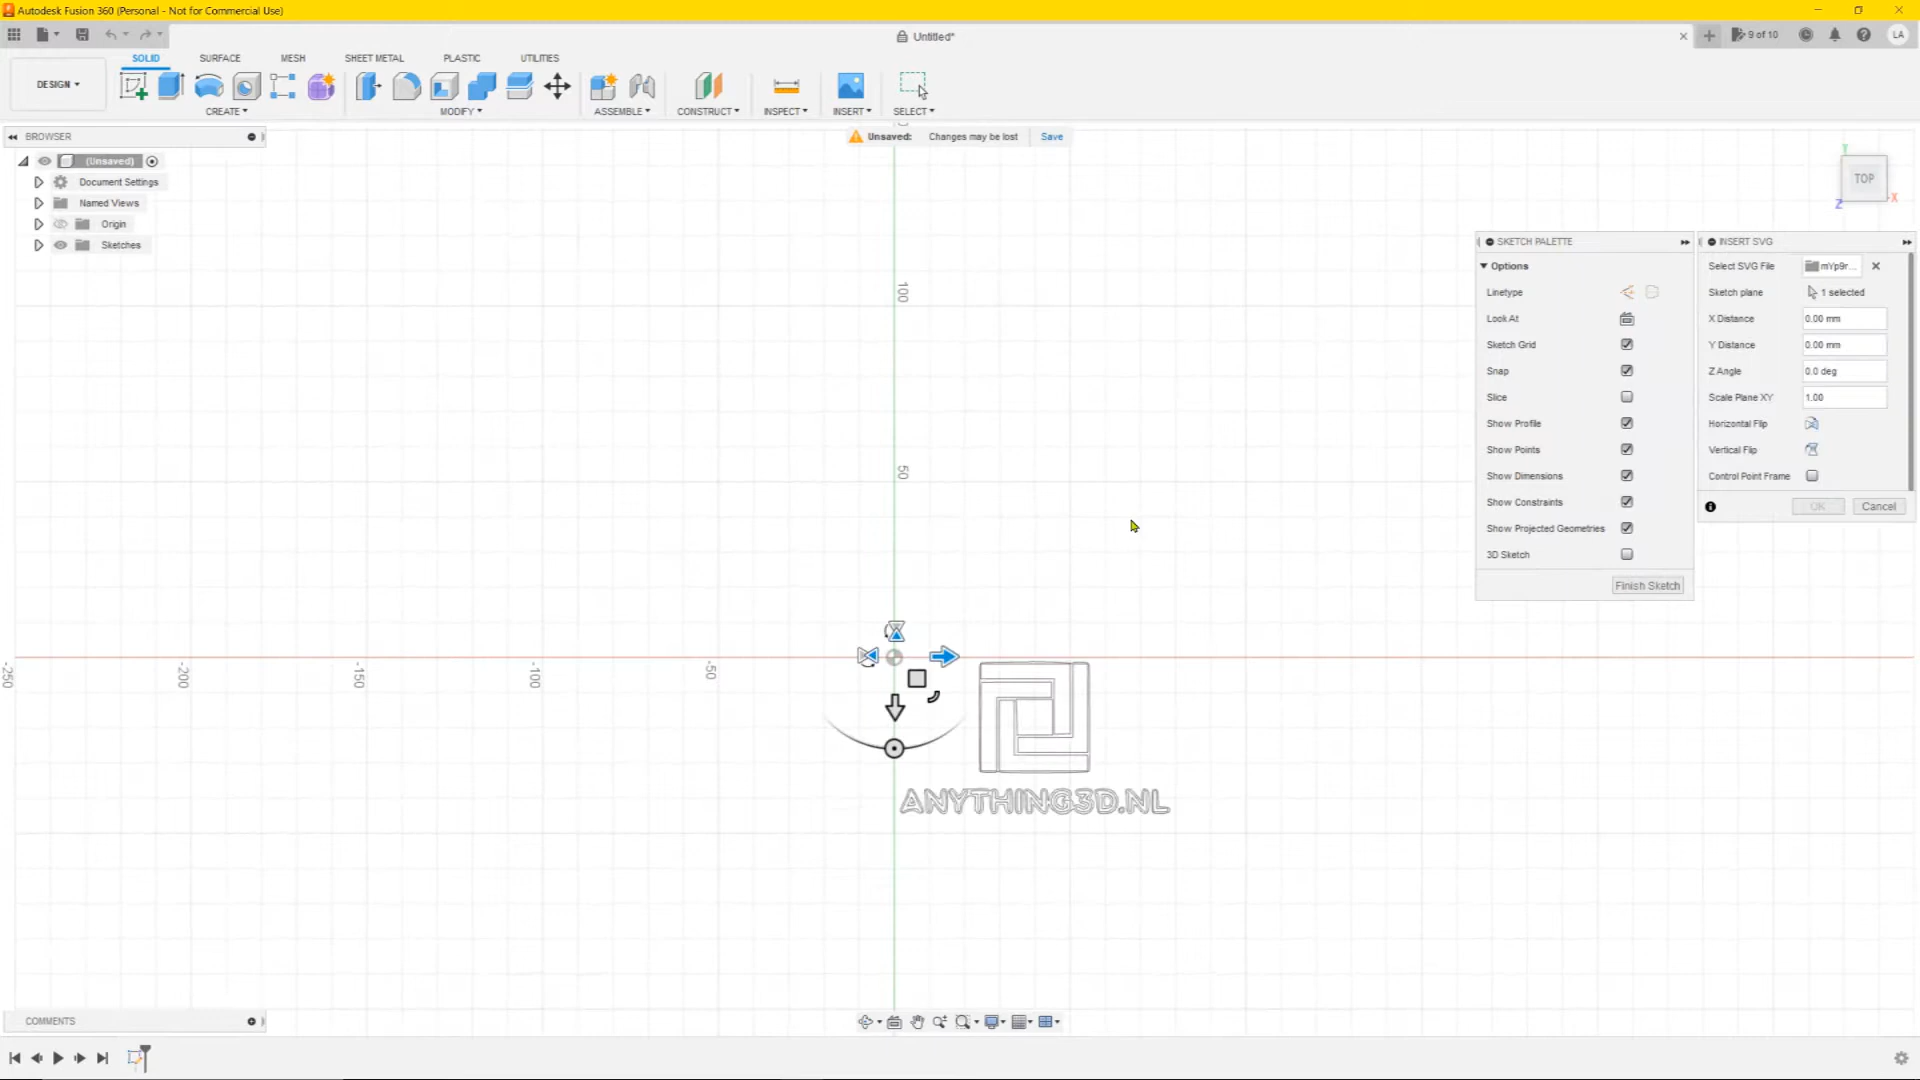 Autodesk Fusion 360 (Personal - Not for Commercial Use)
Untitled*
9 of 10
LA
DESIGN
SOLID
SURFACE
MESH
SHEET METAL
PLASTIC
UTILITIES
CREATE
MODIFY
ASSEMBLE
CONSTRUCT
INSPECT
INSERT
SELECT
BROWSER
Unsaved: Changes may be lost Save
(Unsaved)
Document Settings
Named Views
Origin
Sketches
TOP
Y
X
Z
SKETCH PALETTE
Options
Linetype
Look At
Sketch Grid
Snap
Slice
Show Profile
Show Points
Show Dimensions
Show Constraints
Show Projected Geometries
3D Sketch
Finish Sketch
INSERT SVG
Select SVG File mYp9r...
Sketch plane 1 selected
X Distance 0.00 mm
Y Distance 0.00 mm
Z Angle 0.0 deg
Scale Plane XY 1.00
Horizontal Flip
Vertical Flip
Control Point Frame
OK
Cancel
100
50
-250
-200
-150
-100
-50
ANYTHING3D.NL
COMMENTS